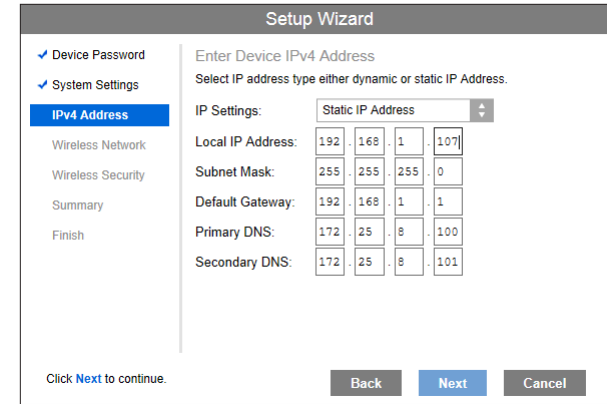 Setup Wizard
Device Password
System Settings
IPv4 Address
Wireless Network
Wireless Security
Summary
Finish
Enter Device IPv4 Address
Select IP address type either dynamic or static IP Address.
IP Settings: Static IP Address
Local IP Address: 192 . 168 . 1 . 107
Subnet Mask: 255 . 255 . 255 . 0
Default Gateway: 192 . 168 . 1 . 1
Primary DNS: 172 . 25 . 8 . 100
Secondary DNS: 172 . 25 . 8 . 101
Click Next to continue.
Back Next Cancel